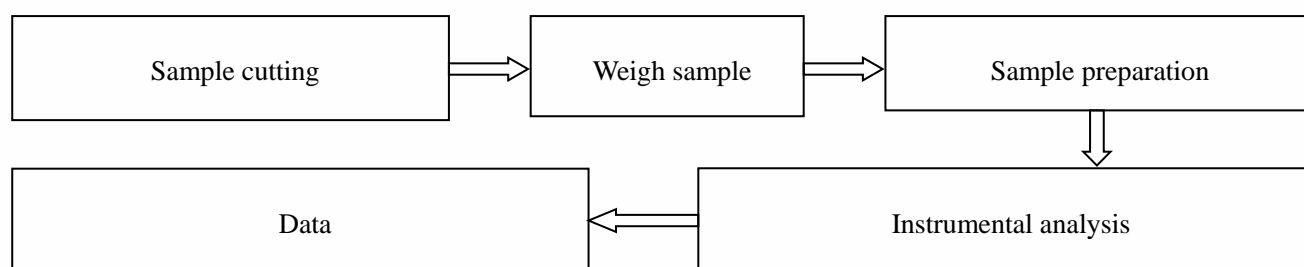 Sample cutting
Weigh sample
Sample preparation
Instrumental analysis
Data